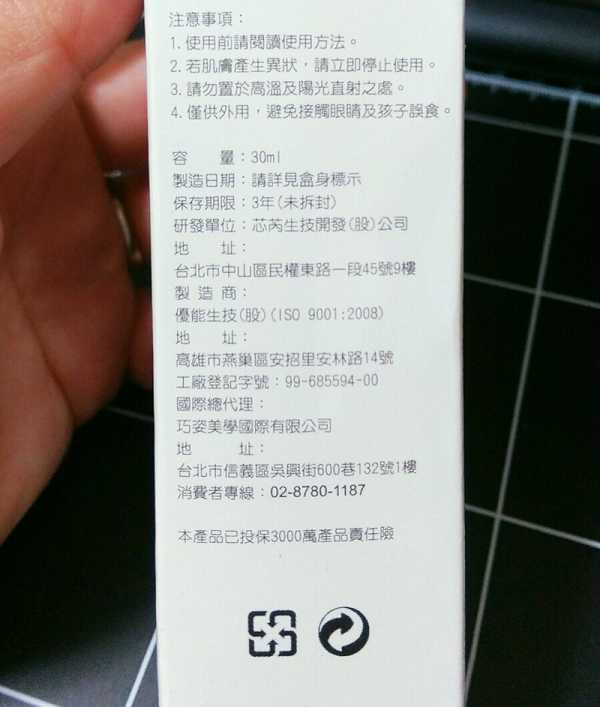 注意事項：
1. 使用前請閱讀使用方法。
2. 若肌膚產生異狀，請立即停止使用。
3. 請勿置於高溫及陽光直射之處。
4. 僅供外用，避免接觸眼睛及孩子誤食。
容　　量：30ml
製造日期：請詳見盒身標示
保存期限：3年(未拆封)
研發單位：芯芮生技開發(股)公司
地　　址：
台北市中山區民權東路一段45號9樓
製 造 商：
優能生技(股)(ISO 9001:2008)
地　　址：
高雄市燕巢區安招里安林路14號
工廠登記字號：99-685594-00
國際總代理：
巧姿美學國際有限公司
地　　址：
台北市信義區吳興街600巷132號1樓
消費者專線：02-8780-1187
本產品已投保3000萬產品責任險